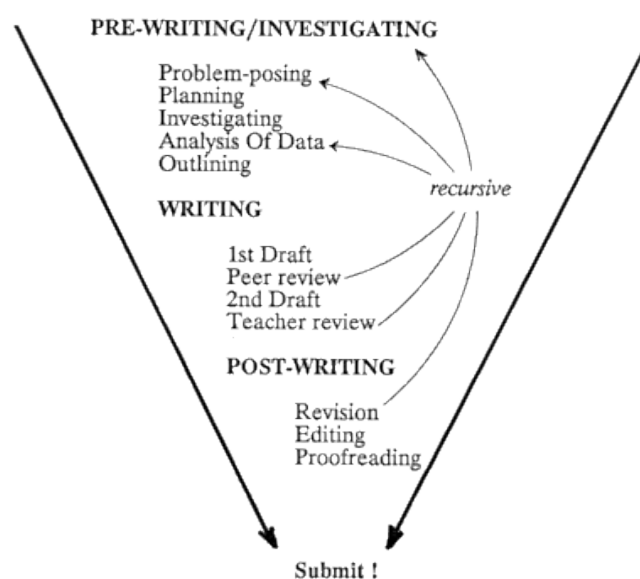 PRE-WRITING/INVESTIGATING
Problem-posing
Planning
Investigating
Analysis Of Data
Outlining
recursive
WRITING
1st Draft
Peer review
2nd Draft
Teacher review
POST-WRITING
Revision
Editing
Proofreading
Submit !